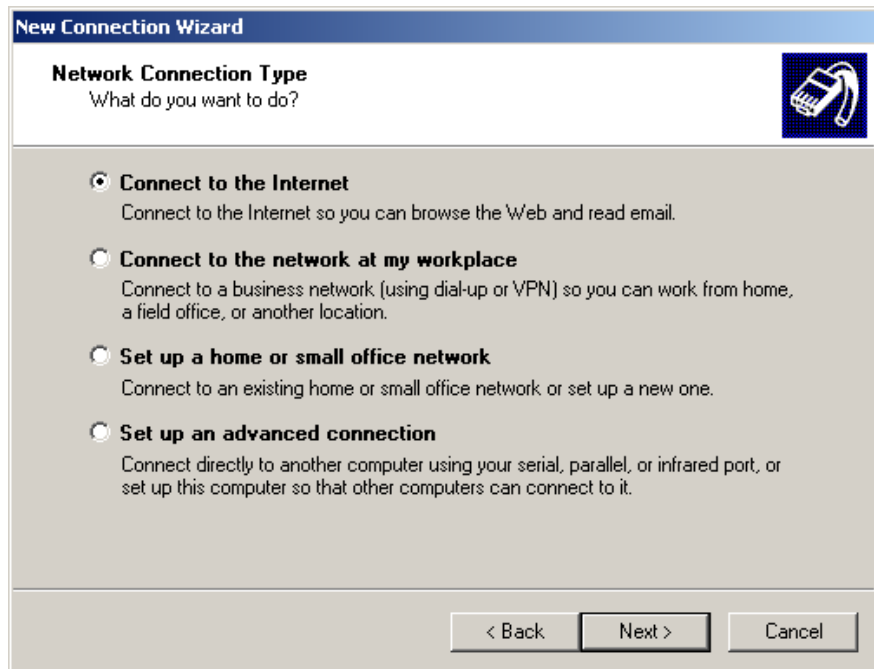 New Connection Wizard
Network Connection Type
What do you want to do?
Connect to the Internet
Connect to the Internet so you can browse the Web and read email.
Connect to the network at my workplace
Connect to a business network (using dial-up or VPN) so you can work from home,
a field office, or another location.
Set up a home or small office network
Connect to an existing home or small office network or set up a new one.
Set up an advanced connection
Connect directly to another computer using your serial, parallel, or infrared port, or
set up this computer so that other computers can connect to it.
< Back Next > Cancel